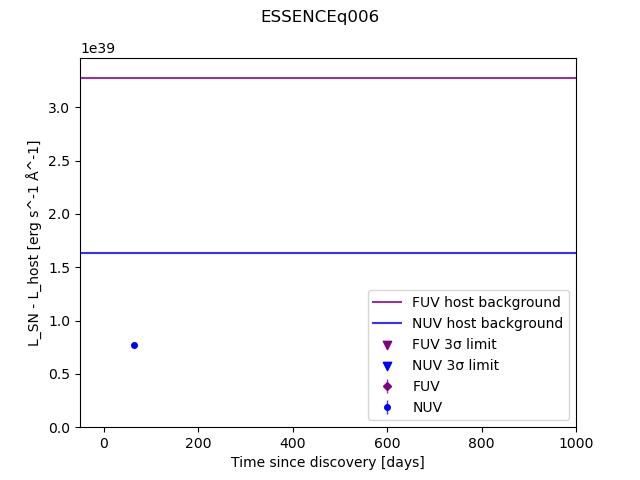 ESSENCEq006
1e39
3.0
2.5
2.0
1.5
1.0
0.5
0.0
L_SN - L_host [erg s^-1 Å^-1]
FUV host background
NUV host background
FUV 3σ limit
NUV 3σ limit
FUV
NUV
0 200 400 600 800 1000
Time since discovery [days]